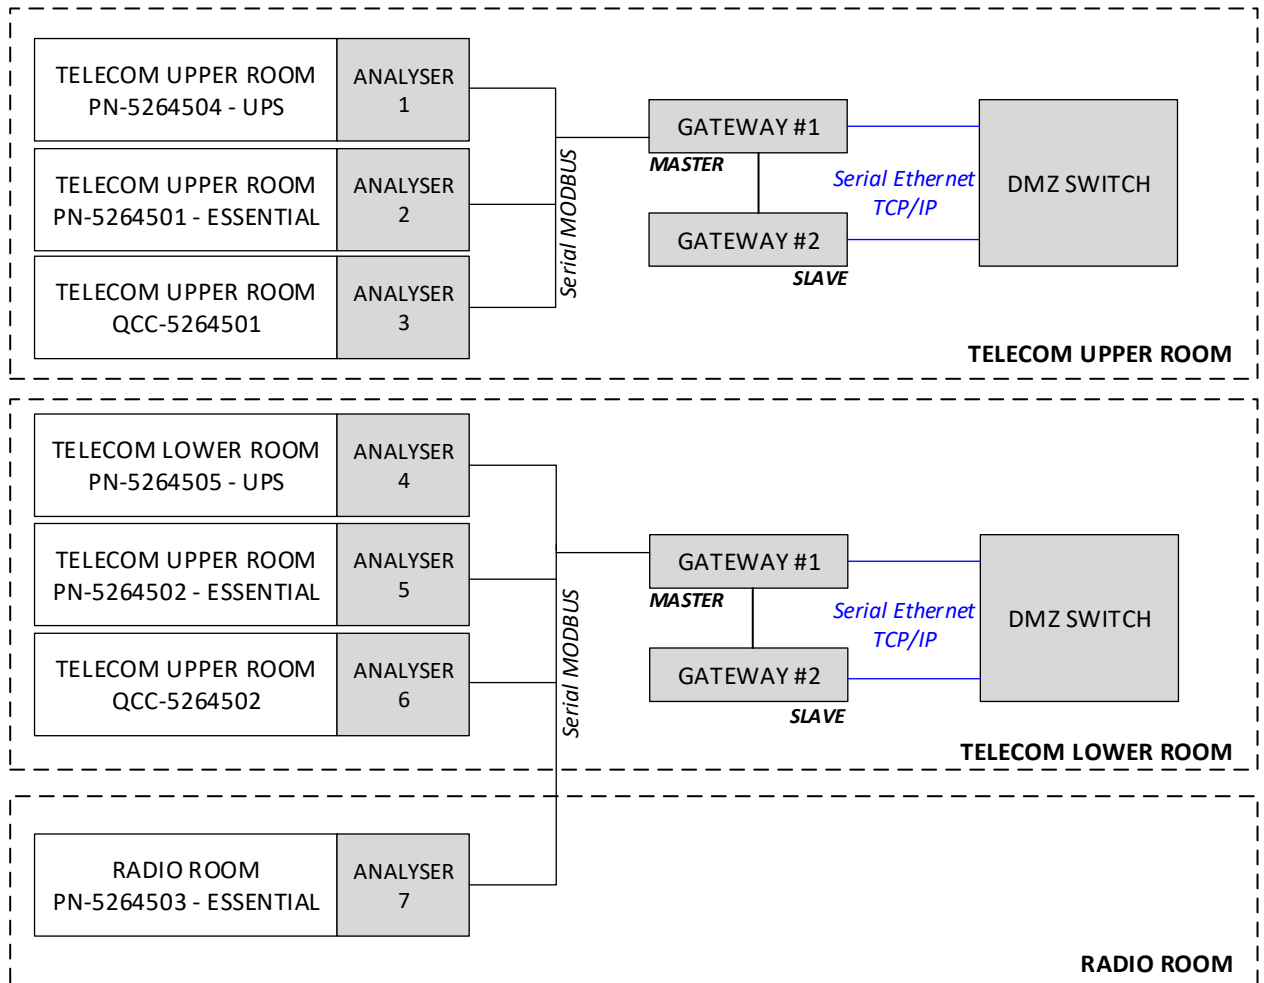 TELECOM UPPER ROOM
PN-5264504 - UPS
ANALYSER
1
TELECOM UPPER ROOM
PN-5264501 - ESSENTIAL
ANALYSER
2
TELECOM UPPER ROOM
QCC-5264501
ANALYSER
3
Serial MODBUS
GATEWAY #1
MASTER
GATEWAY #2
SLAVE
Serial Ethernet
TCP/IP
DMZ SWITCH
TELECOM UPPER ROOM
TELECOM LOWER ROOM
PN-5264505 - UPS
ANALYSER
4
TELECOM UPPER ROOM
PN-5264502 - ESSENTIAL
ANALYSER
5
TELECOM UPPER ROOM
QCC-5264502
ANALYSER
6
Serial MODBUS
GATEWAY #1
MASTER
GATEWAY #2
SLAVE
Serial Ethernet
TCP/IP
DMZ SWITCH
TELECOM LOWER ROOM
RADIO ROOM
PN-5264503 - ESSENTIAL
ANALYSER
7
RADIO ROOM